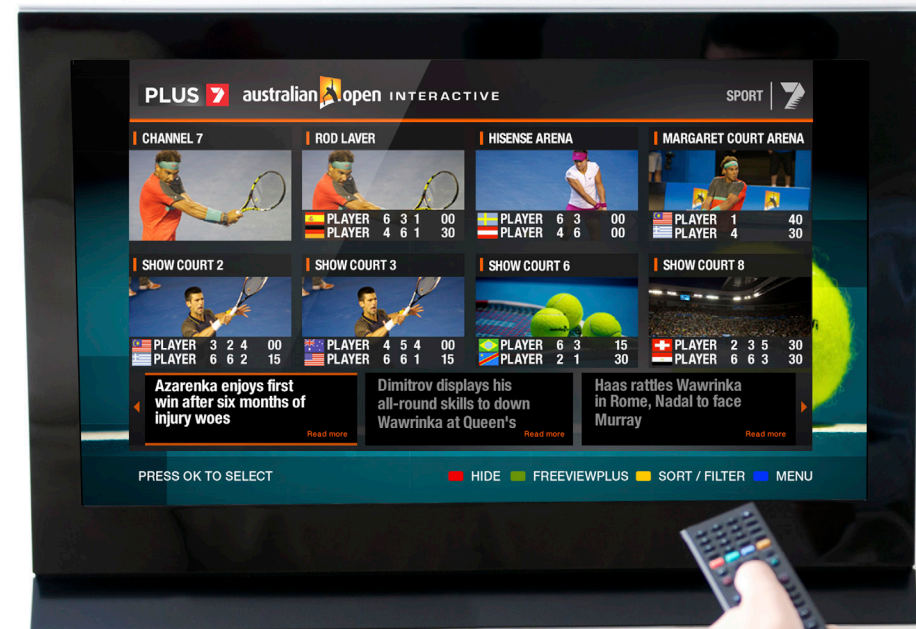 PLUS 7 australian open INTERACTIVE
SPORT 7
CHANNEL 7
ROD LAVER
HISENSE ARENA
MARGARET COURT ARENA
PLAYER 6 3 1 00
PLAYER 4 6 1 30
PLAYER 6 3 00
PLAYER 4 6 00
PLAYER 1 40
PLAYER 4 30
SHOW COURT 2
SHOW COURT 3
SHOW COURT 6
SHOW COURT 8
PLAYER 3 2 4 00
PLAYER 6 6 2 15
PLAYER 4 5 4 00
PLAYER 6 6 1 15
PLAYER 6 3 15
PLAYER 2 1 30
PLAYER 2 3 5 30
PLAYER 6 6 3 30
Azarenka enjoys first
win after six months of
injury woes
Read more
Dimitrov displays his
all-round skills to down
Wawrinka at Queen's
Read more
Haas rattles Wawrinka
in Rome, Nadal to face
Murray
Read more
PRESS OK TO SELECT
HIDE FREEVIEWPLUS SORT / FILTER MENU